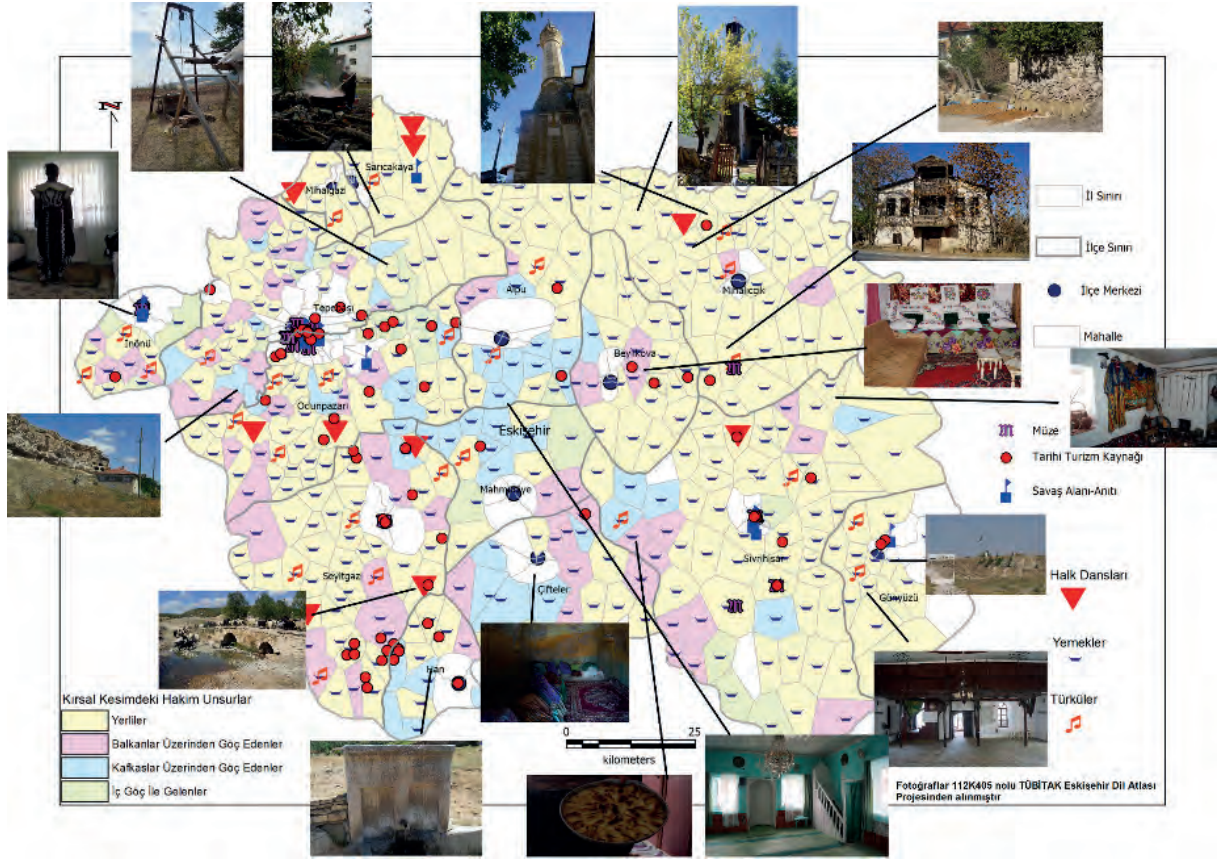 N
Sarıcakaya
Mihalgazi
İl Sınırı
İlçe Sınırı
İlçe Merkezi
Mahalle
Alpu
Mihalıççık
Tepebaşı
İnönü
Beylikova
Odunpazarı
Eskişehir
Müze
Tarihi Turizm Kaynağı
Savaş Alanı-Anıtı
Mahmudiye
Sivrihisar
Seyitgazi
Çifteler
Günyüzü
Halk Dansları
Yemekler
Türküler
Han
Kırsal Kesimdeki Hakim Unsurlar
Yerliler
Balkanlar Üzerinden Göç Edenler
Kafkaslar Üzerinden Göç Edenler
İç Göç İle Gelenler
0 25
kilometers
Fotoğraflar 112K405 nolu TÜBİTAK Eskişehir Dil Atlası
Projesinden alınmıştır